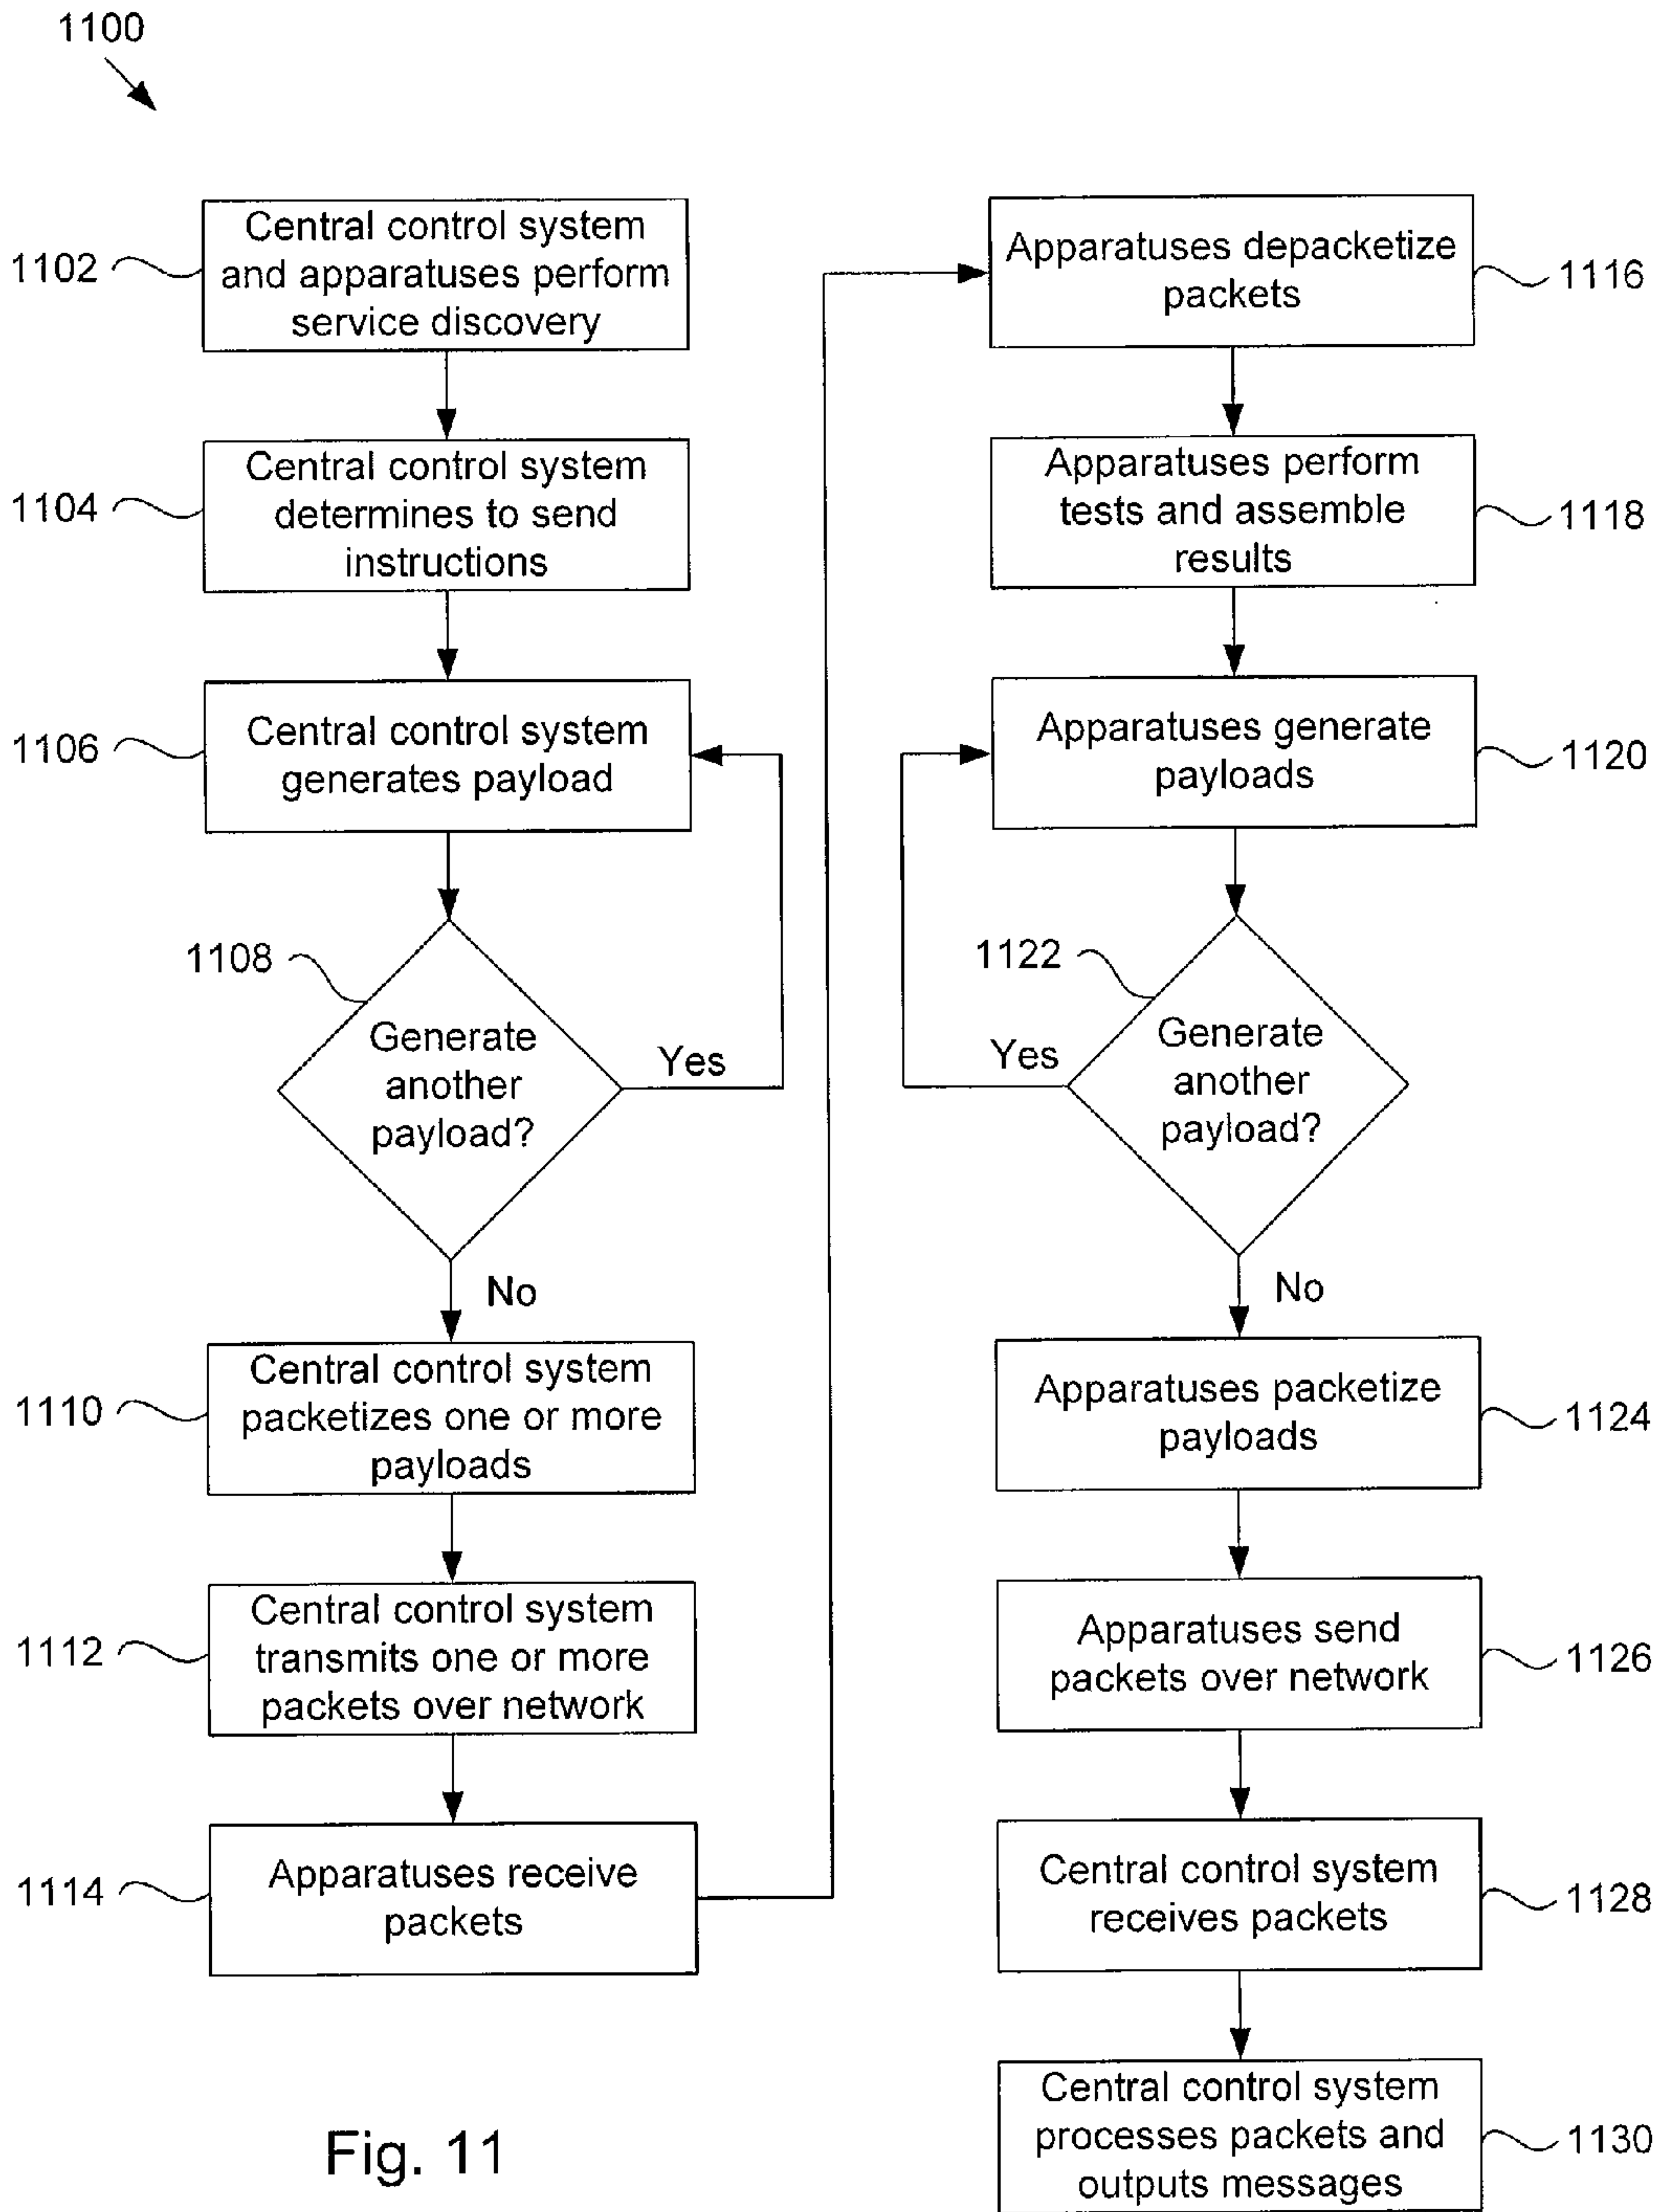 1100
1102
Central control system
and apparatuses perform
service discovery
1104
Central control system
determines to send
instructions
1106
Central control system
generates payload
1108
Generate
another
payload?
Yes
No
1110
Central control system
packetizes one or more
payloads
1112
Central control system
transmits one or more
packets over network
1114
Apparatuses receive
packets
Apparatuses depacketize
packets
1116
Apparatuses perform
tests and assemble
results
1118
Apparatuses generate
payloads
1120
1122
Generate
another
payload?
Yes
No
Apparatuses packetize
payloads
1124
Apparatuses send
packets over network
1126
Central control system
receives packets
1128
Central control system
processes packets and
outputs messages
1130
Fig. 11